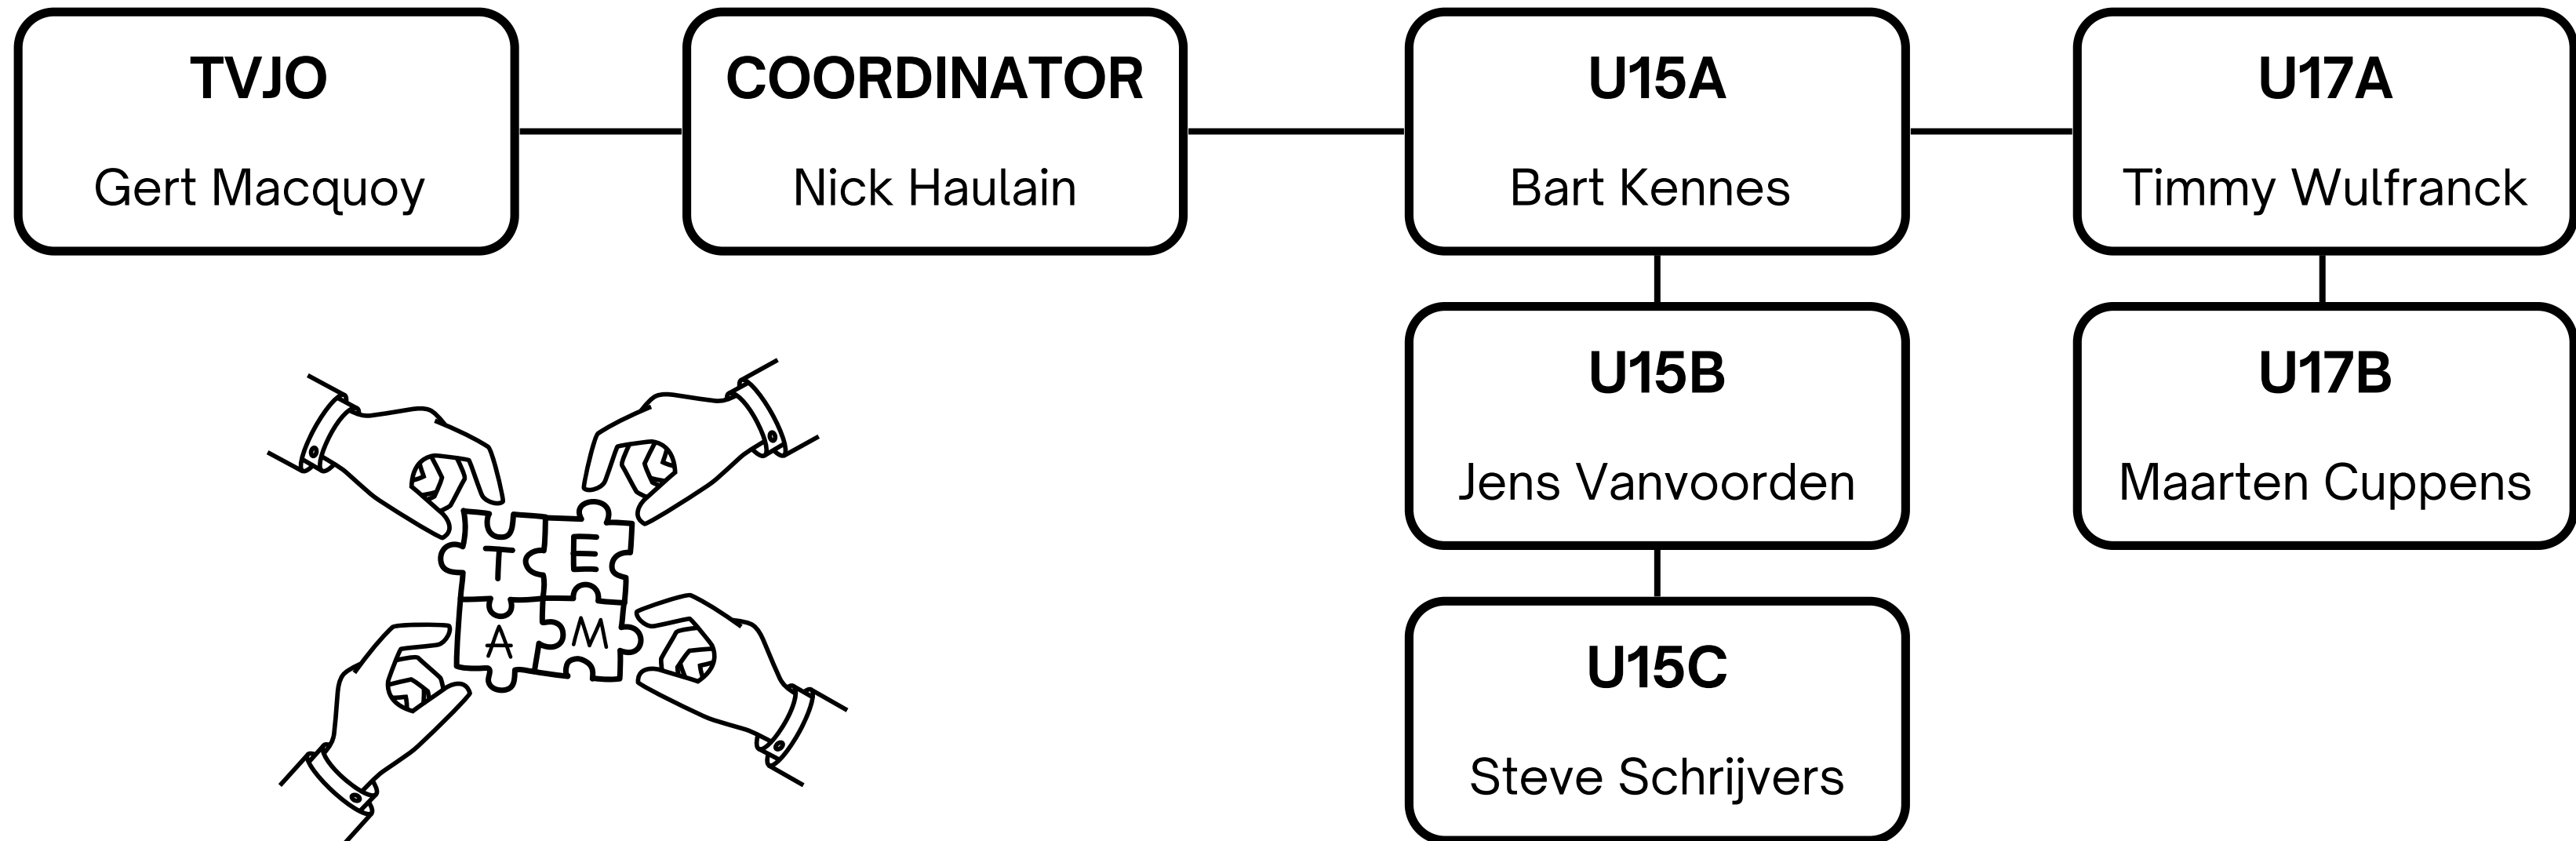 TVJO
Gert Macquoy
COORDINATOR
Nick Haulain
U15A
Bart Kennes
U17A
Timmy Wulfranck
U15B
Jens Vanvoorden
U17B
Maarten Cuppens
U15C
Steve Schrijvers
T E
A M